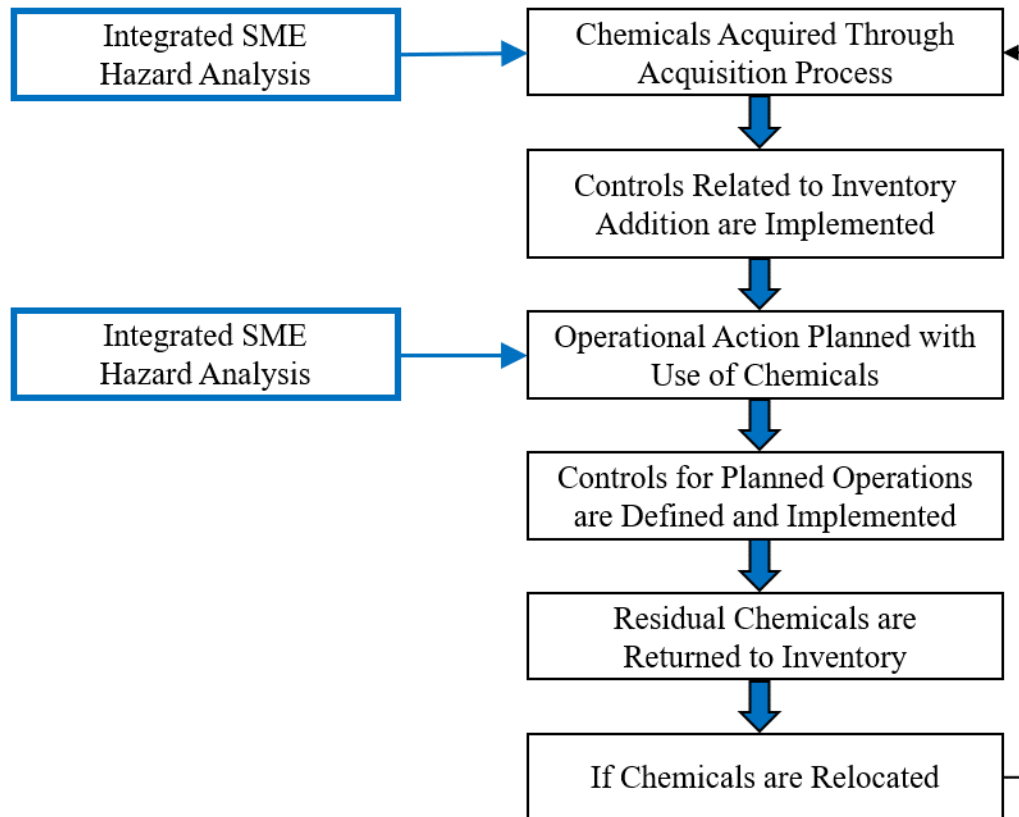 Integrated SME
Hazard Analysis
Chemicals Acquired Through
Acquisition Process
Controls Related to Inventory
Addition are Implemented
Integrated SME
Hazard Analysis
Operational Action Planned with
Use of Chemicals
Controls for Planned Operations
are Defined and Implemented
Residual Chemicals are
Returned to Inventory
If Chemicals are Relocated